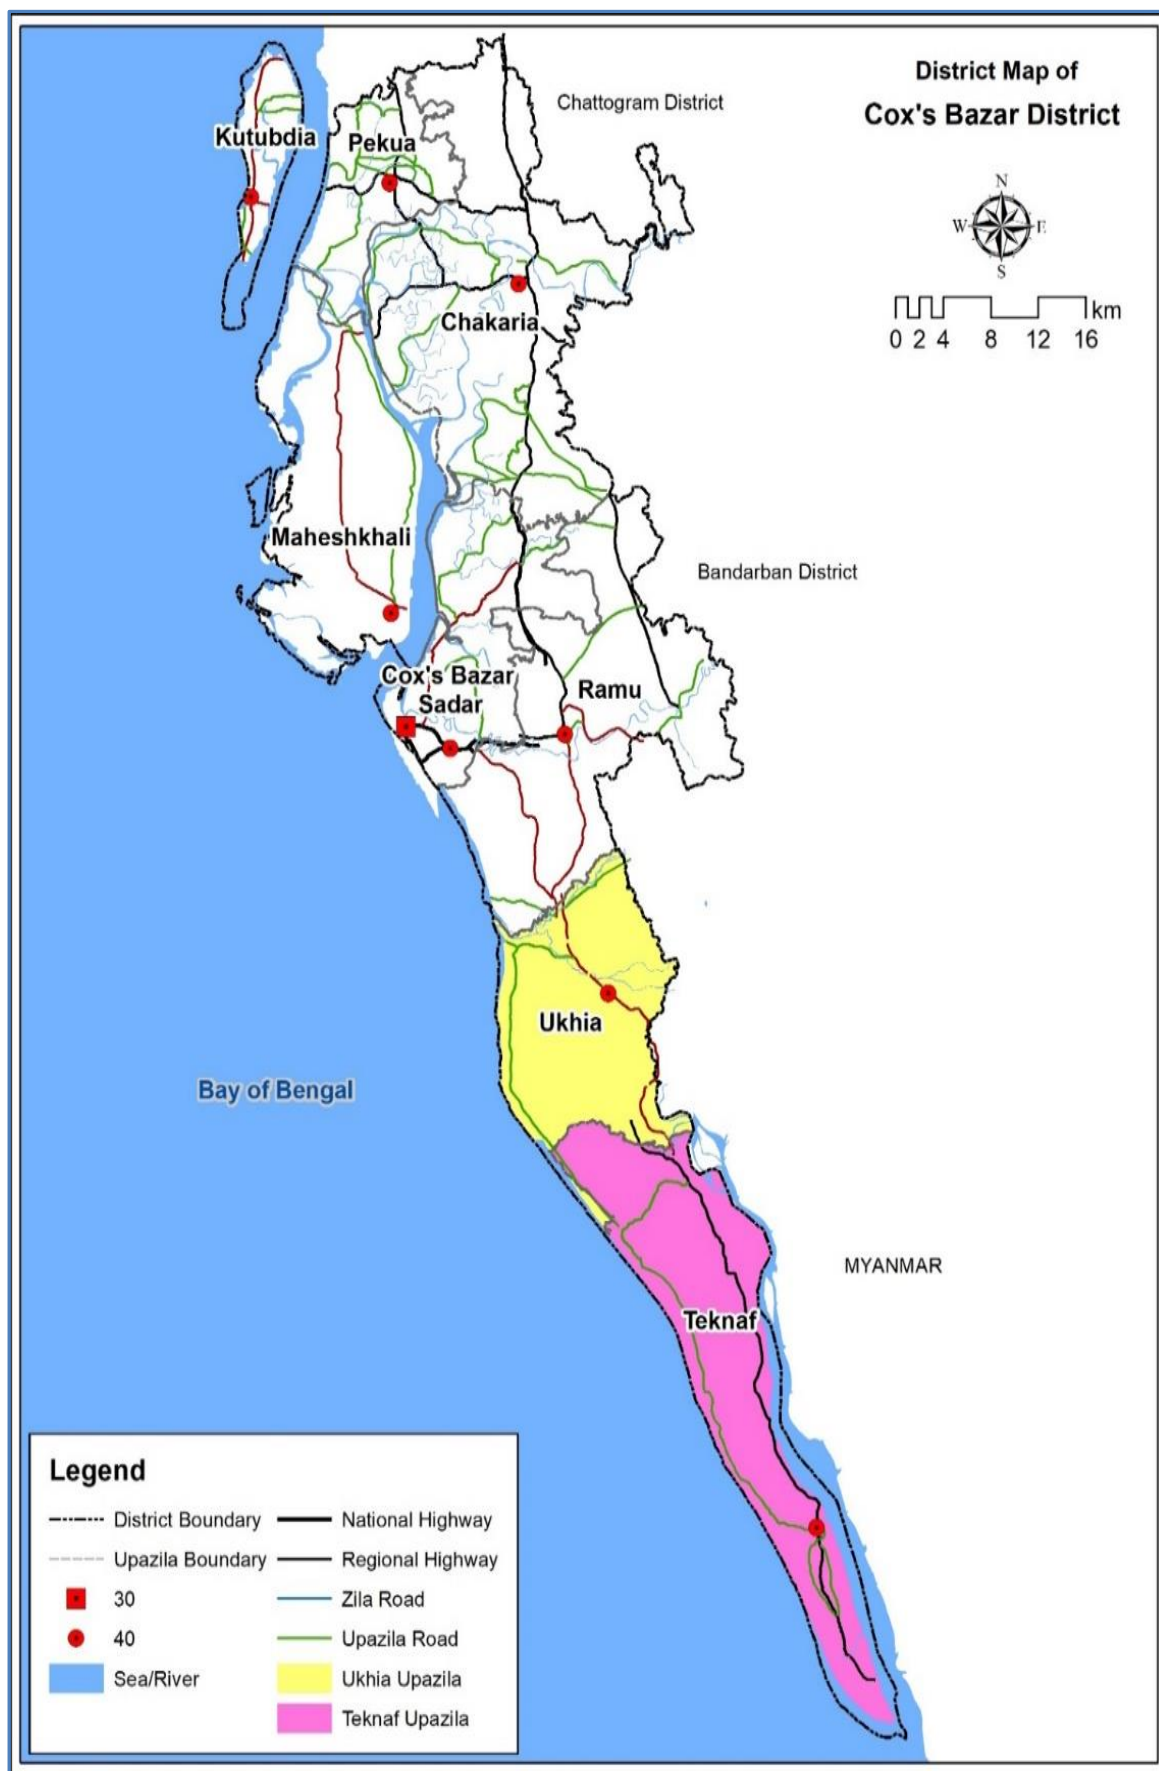 District Map of
Cox's Bazar District
Chattogram District
Kutubdia
Pekua
N
W E
S
km
0 2 4 8 12 16
Chakaria
Maheshkhali
Bandarban District
Cox's Bazar
Sadar
Ramu
Ukhia
Bay of Bengal
MYANMAR
Teknaf
Legend
District Boundary
Upazila Boundary
30
40
Sea/River
National Highway
Regional Highway
Zila Road
Upazila Road
Ukhia Upazila
Teknaf Upazila